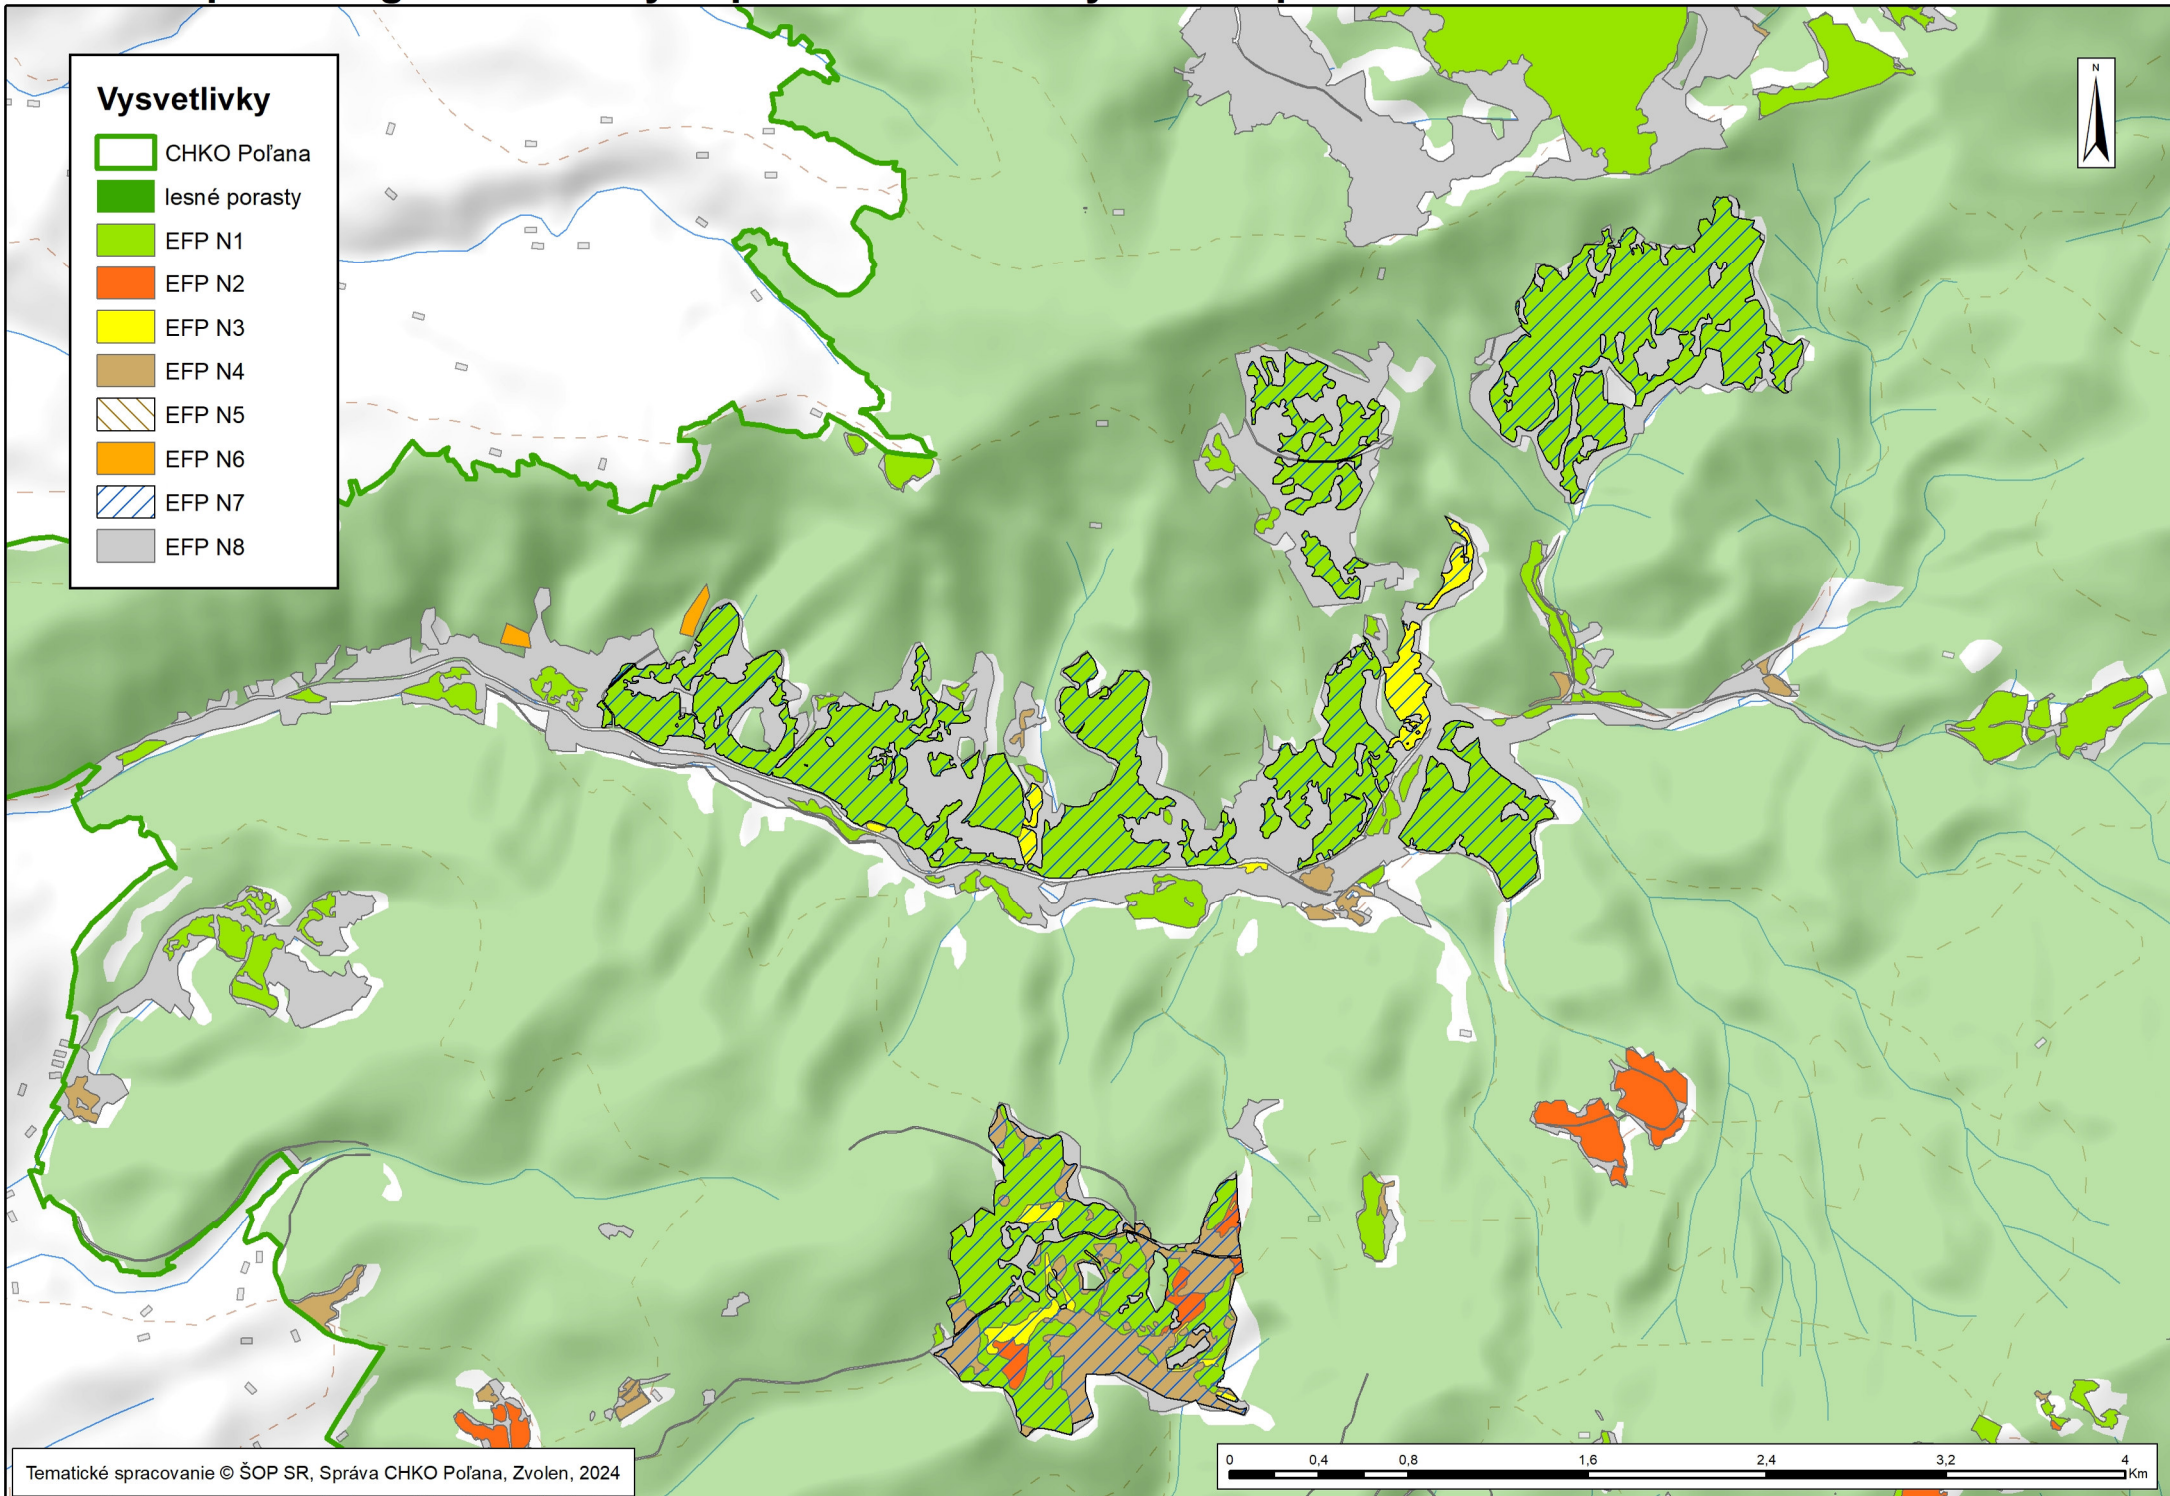 N
Vysvetlivky
CHKO Poľana
lesné porasty
EFP N1
EFP N2
EFP N3
EFP N4
EFP N5
EFP N6
EFP N7
EFP N8
Tematické spracovanie © ŠOP SR, Správa CHKO Poľana, Zvolen, 2024
0 0,4 0,8 1,6 2,4 3,2 4
Km